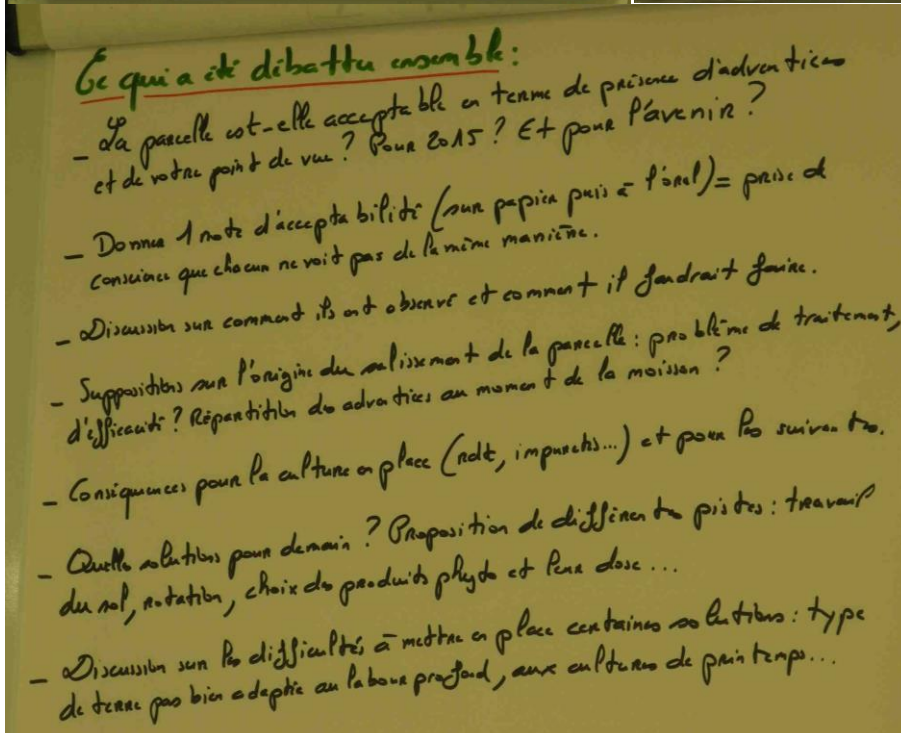 Ce qui a été débattu ensemble :
- La parcelle est-elle acceptable en terme de présence d'adventices
et de votre point de vue ? Pour 2015 ? Et pour l'avenir ?
- Donner 1 note d'acceptabilité (sur papier puis à l'oral) = prise de
conscience que chacun ne voit pas de la même manière.
- Discussion sur comment ils ont observé et comment il faudrait faire.
- Suppositions sur l'origine du salissement de la parcelle : problème de traitement,
d'efficacité ? Répartition des adventices au moment de la moisson ?
- Conséquences pour la culture en place (rdt, impuretés...) et pour les suivantes.
- Quelles solutions pour demain ? Proposition de différentes pistes : travail
du sol, rotation, choix des produits phyto et leur dose ...
- Discussion sur les difficultés à mettre en place certaines solutions : type
de terre pas bien adaptée au labour profond, aux cultures de printemps...